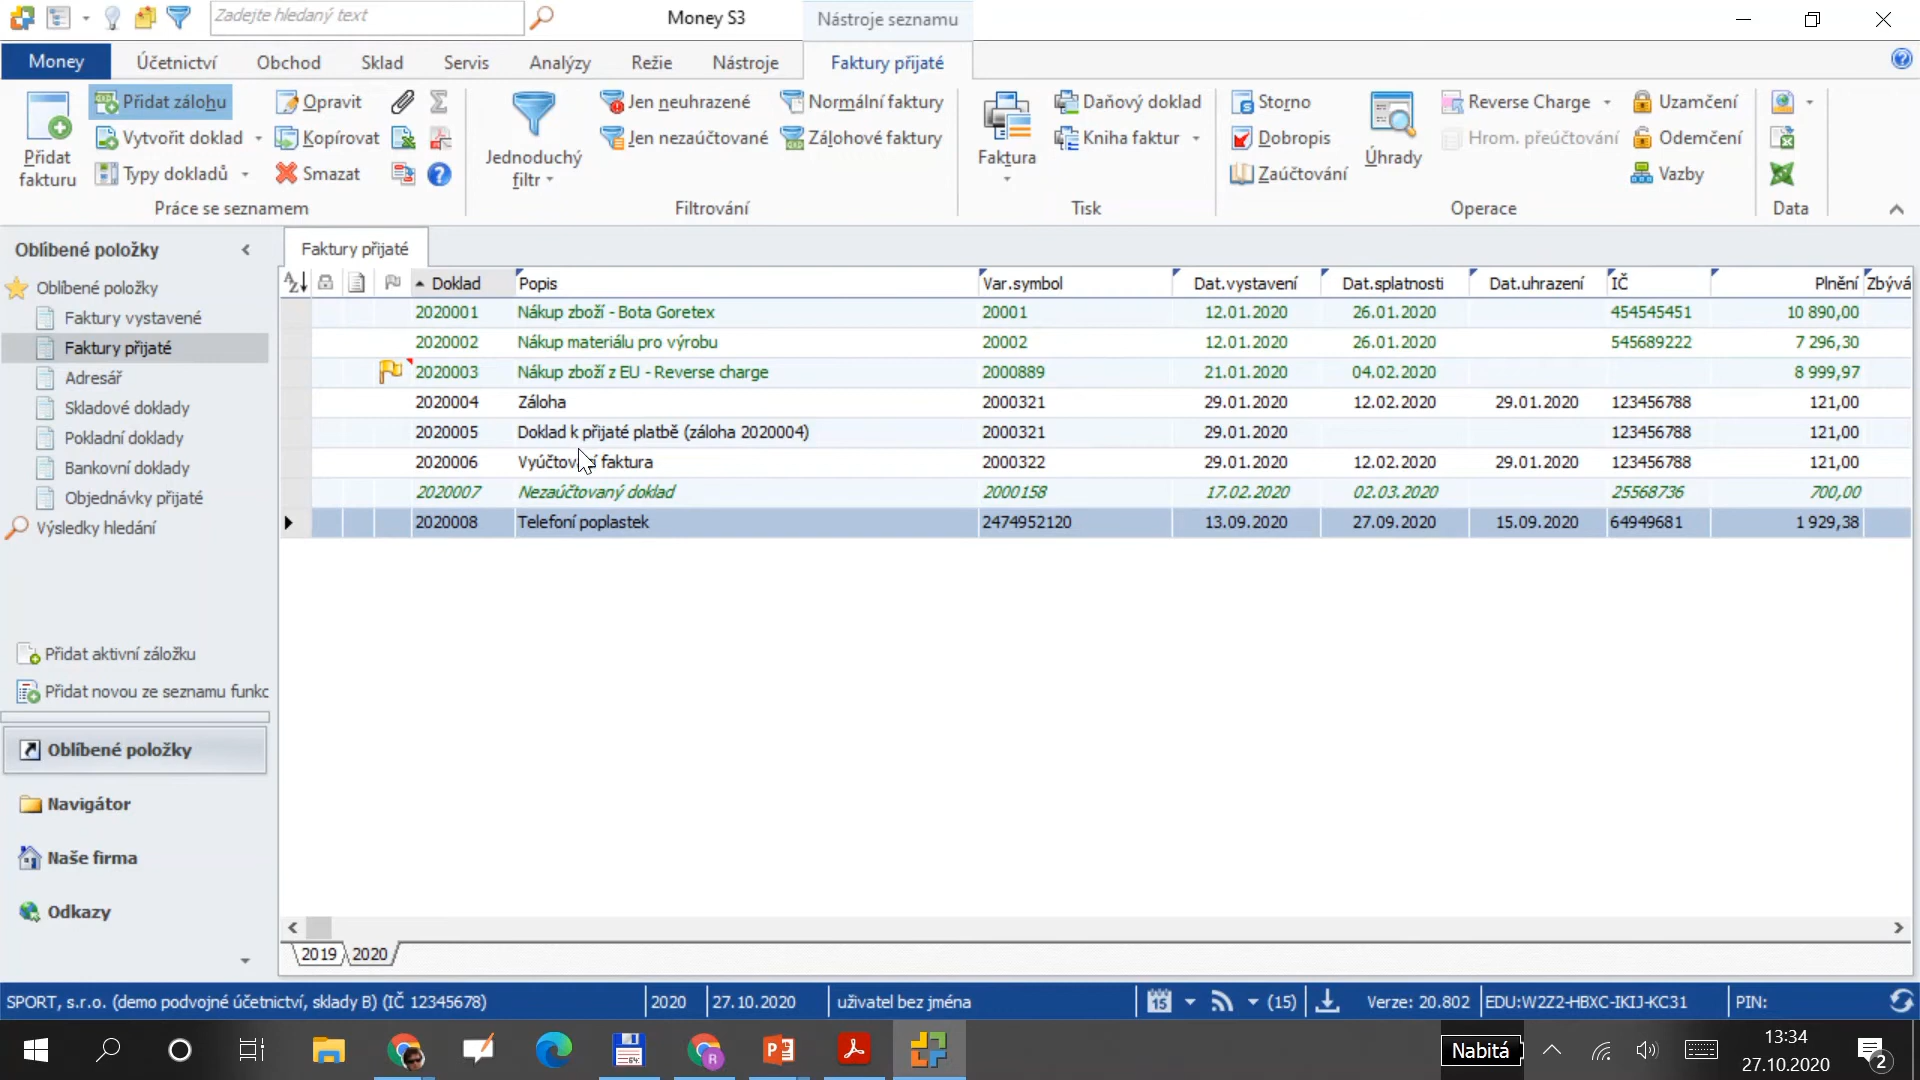 Zadejte hledaný text
Money S3
Nástroje seznamu
Money Účetnictví Obchod Sklad Servis Analýzy Režie Nástroje Faktury přijaté
Přidat fakturu
Přidat zálohu
Vytvořit doklad
Typy dokladů
Opravit
Kopírovat
Smazat
Práce se seznamem
Jednoduchý filtr
Jen neuhrazené
Jen nezaúčtované
Normální faktury
Zálohové faktury
Filtrování
Faktura
Daňový doklad
Kniha faktur
Tisk
Storno
Dobropis
Zaúčtování
Úhrady
Reverse Charge
Hrom. přeúčtování
Uzamčení
Odemčení
Vazby
Operace
Data
Oblíbené položky
Oblíbené položky
Faktury vystavené
Faktury přijaté
Adresář
Skladové doklady
Pokladní doklady
Bankovní doklady
Objednávky přijaté
Výsledky hledání
Přidat aktivní záložku
Přidat novou ze seznamu funkc
Oblíbené položky
Navigátor
Naše firma
Odkazy
Faktury přijaté
Doklad Popis Var.symbol Dat.vystavení Dat.splatnosti Dat.uhrazení IČ Plnění Zbývá
2020001 Nákup zboží - Bota Goretex 20001 12.01.2020 26.01.2020 454545451 10 890,00
2020002 Nákup materiálu pro výrobu 20002 12.01.2020 26.01.2020 545689222 7 296,30
2020003 Nákup zboží z EU - Reverse charge 2000889 21.01.2020 04.02.2020 8 999,97
2020004 Záloha 2000321 29.01.2020 12.02.2020 29.01.2020 123456788 121,00
2020005 Doklad k přijaté platbě (záloha 2020004) 2000321 29.01.2020 123456788 121,00
2020006 Vyúčtovací faktura 2000322 29.01.2020 12.02.2020 29.01.2020 123456788 121,00
2020007 Nezaúčtovaný doklad 2000158 17.02.2020 02.03.2020 25568736 700,00
2020008 Telefoní poplastek 2474952120 13.09.2020 27.09.2020 15.09.2020 64949681 1 929,38
2019 2020
SPORT, s.r.o. (demo podvojné účetnictví, sklady B) (IČ 12345678) 2020 27.10.2020 uživatel bez jména 15 (15) Verze: 20.802 EDU:W2Z2-HBXC-IKIJ-KC31 PIN:
Nabitá
13:34
27.10.2020
2